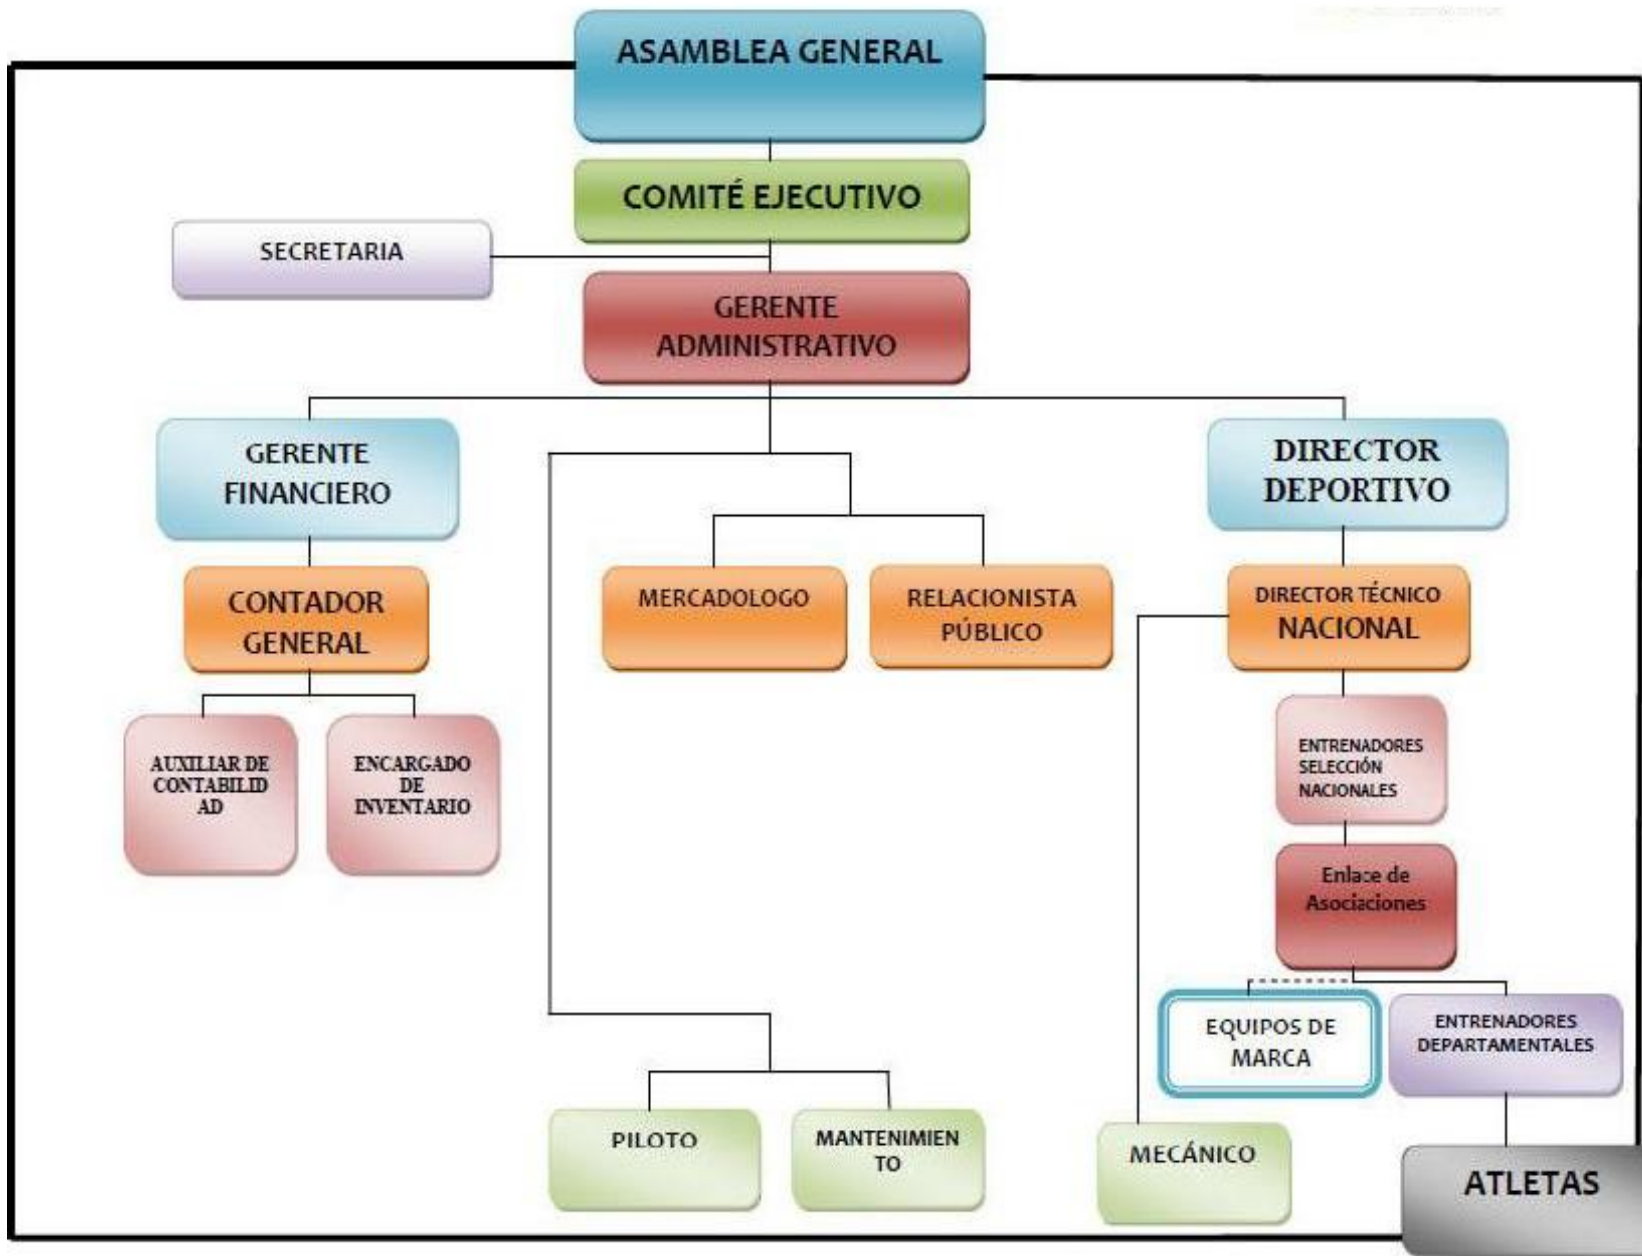 ASAMBLEA GENERAL
COMITÉ EJECUTIVO
SECRETARIA
GERENTE
ADMINISTRATIVO
GERENTE
FINANCIERO
DIRECTOR
DEPORTIVO
CONTADOR
GENERAL
MERCADOLOGO
RELACIONISTA
PÚBLICO
DIRECTOR TÉCNICO
NACIONAL
AUXILIAR DE
CONTABILID
AD
ENCARGADO
DE
INVENTARIO
ENTRENADORES
SELECCIÓN
NACIONALES
Enlace de
Asociaciones
EQUIPOS DE
MARCA
ENTRENADORES
DEPARTAMENTALES
PILOTO
MANTENIMIEN
TO
MECÁNICO
ATLETAS